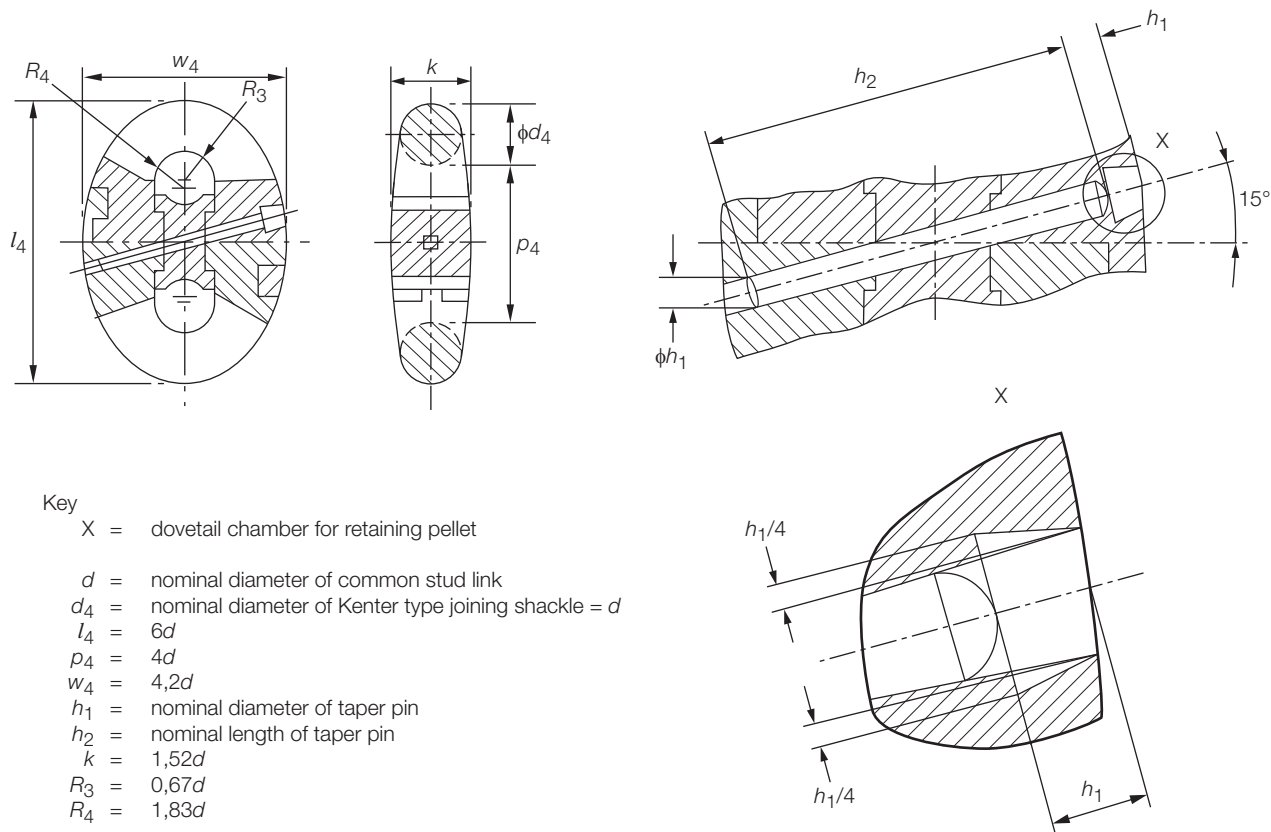 R4
w4
R3
k
h2
h1
l4
ϕd4
p4
X
15°
ϕh1
X
Key
X = dovetail chamber for retaining pellet
d = nominal diameter of common stud link
d4 = nominal diameter of Kenter type joining shackle = d
l4 = 6d
p4 = 4d
w4 = 4,2d
h1 = nominal diameter of taper pin
h2 = nominal length of taper pin
k = 1,52d
R3 = 0,67d
R4 = 1,83d
h1/4
h1/4
h1